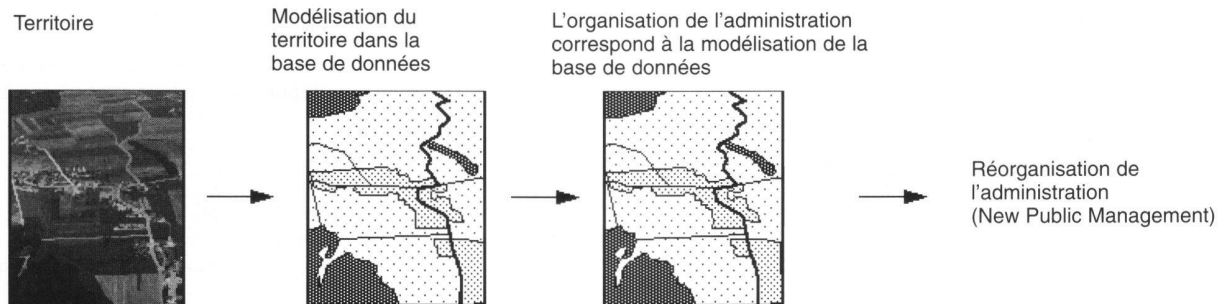 Territoire
Modélisation du
territoire dans la
base de données
L'organisation de l'administration
correspond à la modélisation de la
base de données
Réorganisation de
l'administration
(New Public Management)